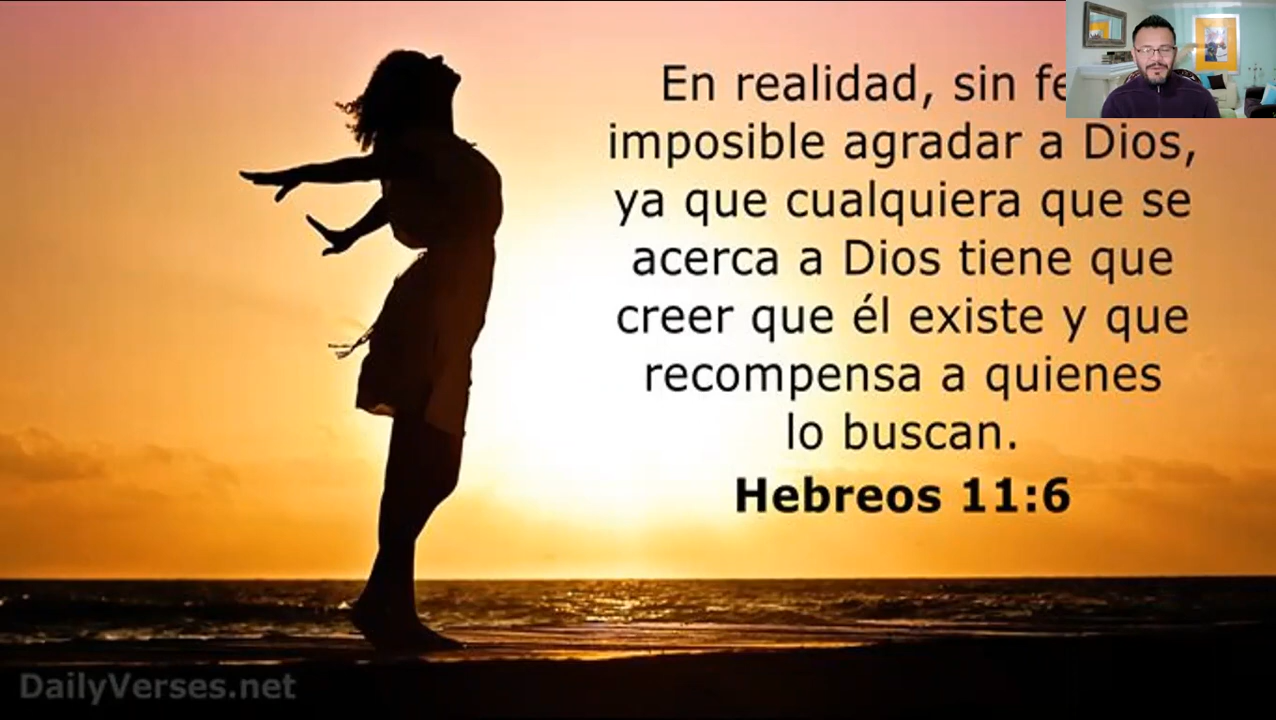 En realidad, sin fe
imposible agradar a Dios,
ya que cualquiera que se
acerca a Dios tiene que
creer que él existe y que
recompensa a quienes
lo buscan.
Hebreos 11:6
DailyVerses.net